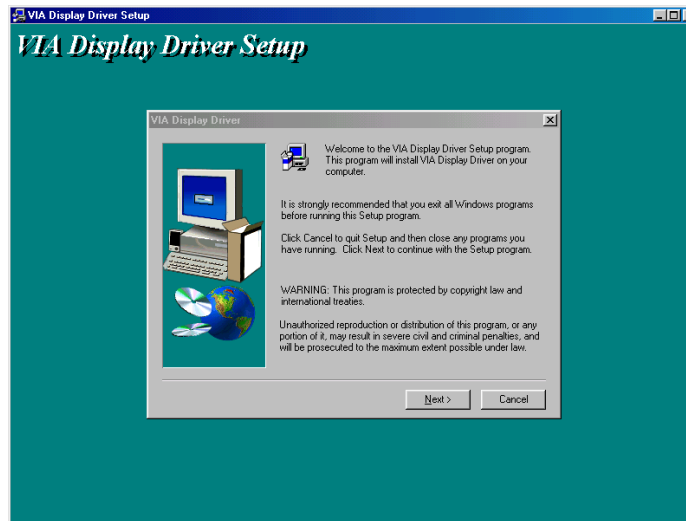 VIA Display Driver Setup
VIA Display Driver Setup
VIA Display Driver
Welcome to the VIA Display Driver Setup program.
This program will install VIA Display Driver on your
computer.
It is strongly recommended that you exit all Windows programs
before running this Setup program.
Click Cancel to quit Setup and then close any programs you
have running. Click Next to continue with the Setup program.
WARNING: This program is protected by copyright law and
international treaties.
Unauthorized reproduction or distribution of this program, or any
portion of it, may result in severe civil and criminal penalties, and
will be prosecuted to the maximum extent possible under law.
Next > Cancel